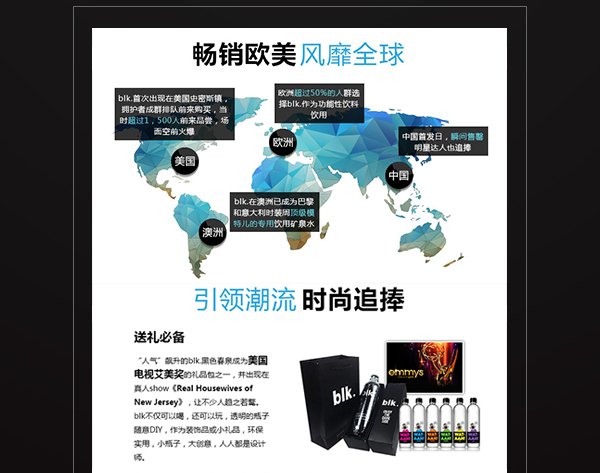 畅销欧美 风靡全球
blk.首次出现在美国史密斯镇，
拥护者成群排队前来购买，当
时超过1，500人前来品尝，场
面空前火爆
美国
欧洲超过50%的人群选
择blk.作为功能性饮料
饮用
欧洲
中国首发日，瞬间售罄
明星达人也追捧
中国
blk.在澳洲已成为巴黎
和意大利时装周顶级模
特儿的专用饮用矿泉水
澳洲
引领潮流 时尚追捧
送礼必备
“人气”飙升的blk.黑色春泉成为美国
电视艾美奖的礼品包之一，并出现在
真人show《Real Housewives of
New Jersey》，让不少人趋之若鹜。
blk不仅可以喝，还可以玩，透明的瓶子
随意DIY，作为装饰品或小礼品，环保
实用，小瓶子，大创意，人人都是设计
师。
blk.
blk.
blk.
emmys